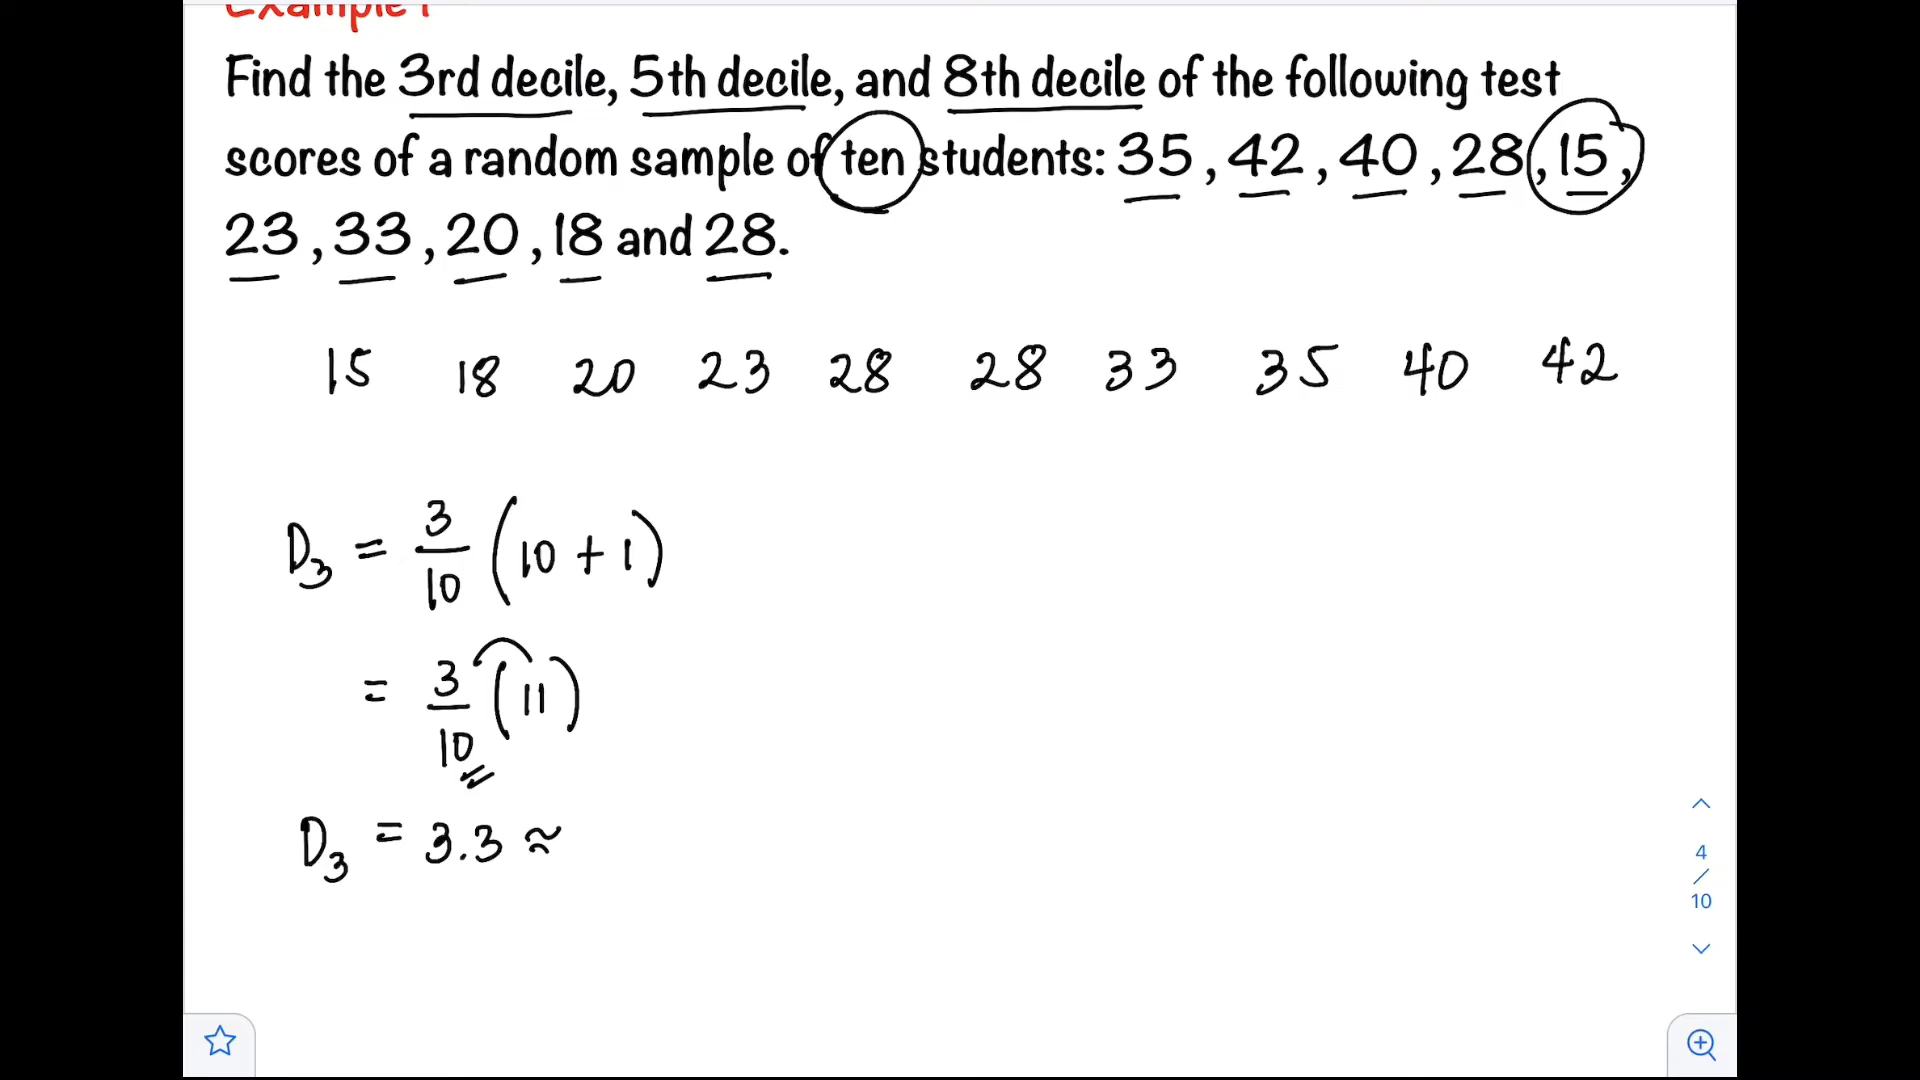 Example 1
Find the 3rd decile, 5th decile, and 8th decile of the following test
scores of a random sample of ten students: 35, 42, 40, 28, 15,
23, 33, 20, 18 and 28.
15 18 20 23 28 28 33 35 40 42
D₃ = 3/10 (10 + 1)
= 3/10 (11)
D₃ = 3.3 ≈
4
/
10